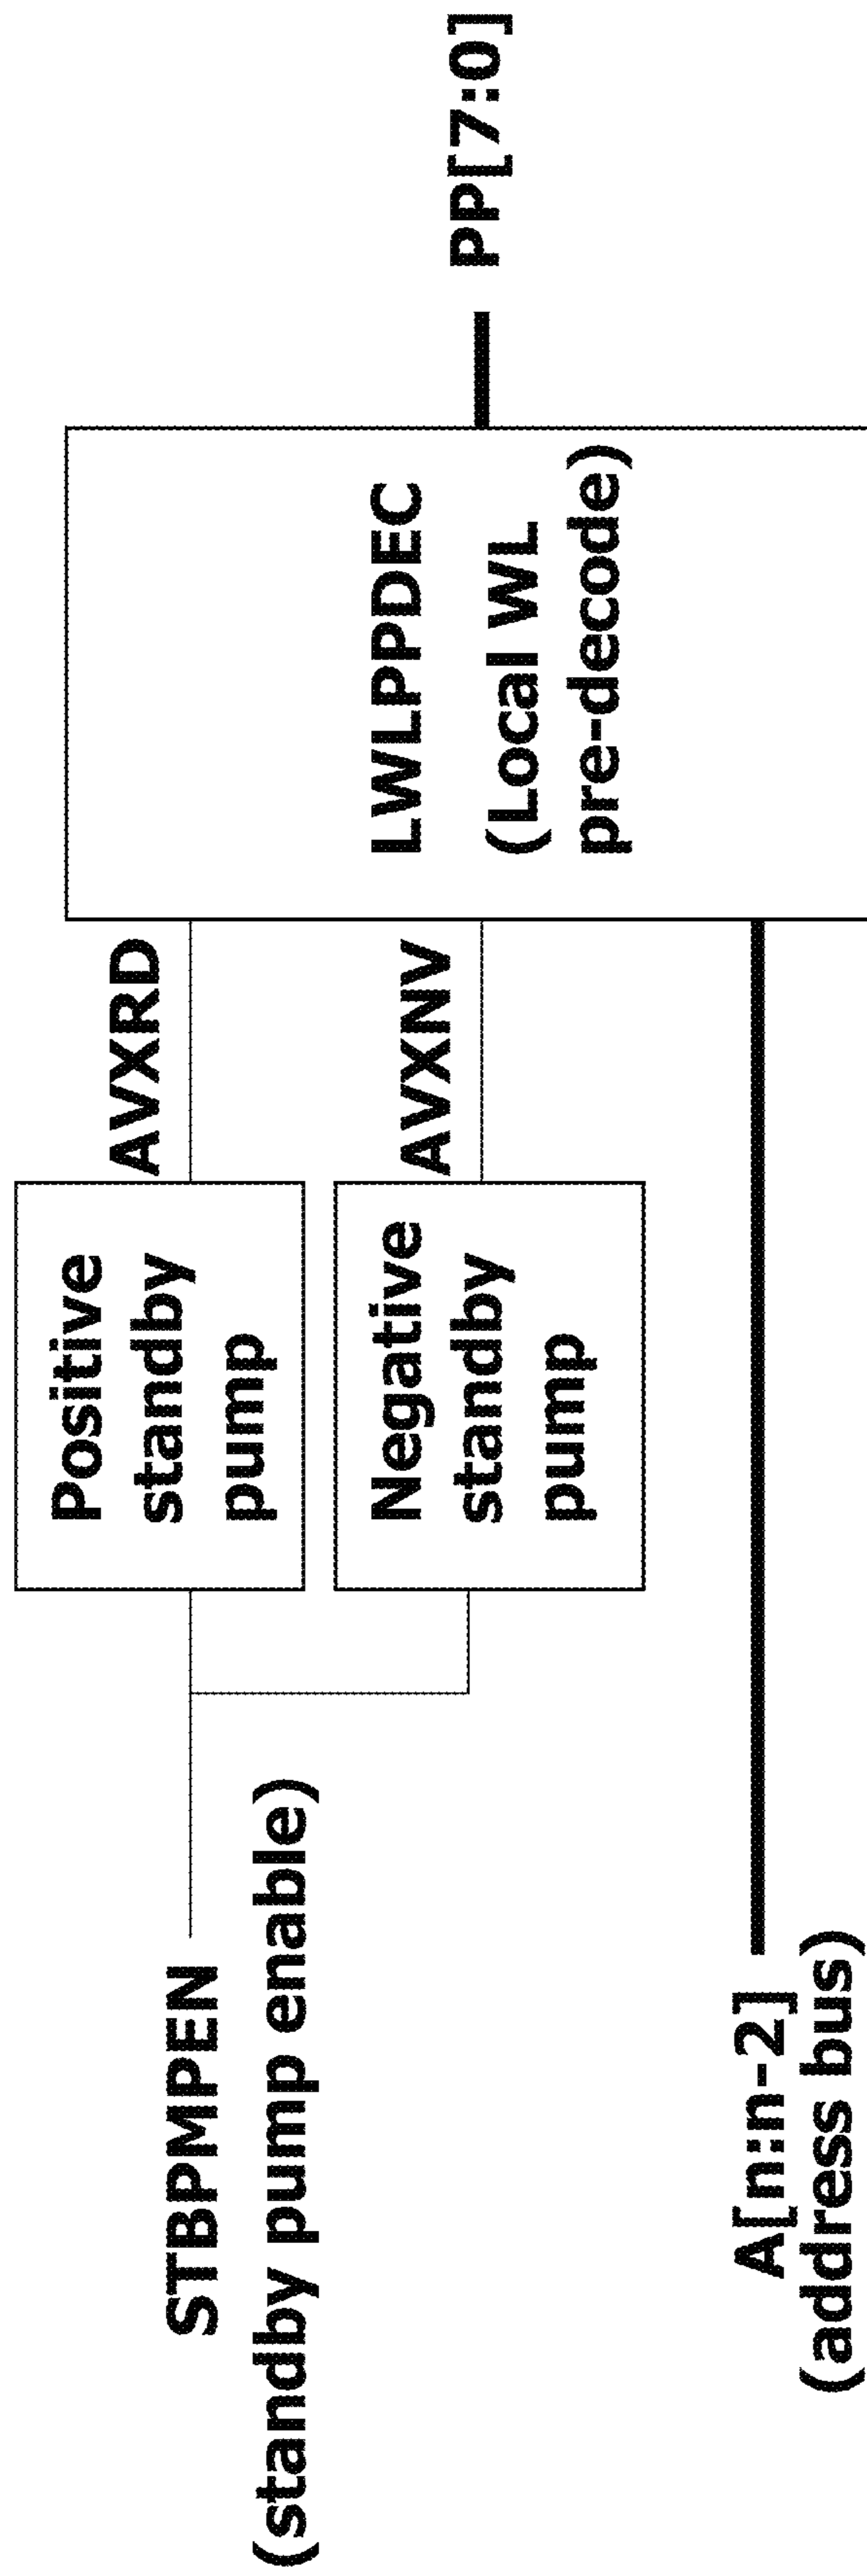 STBPMPEN
(standby pump enable)
Positive
standby
pump
AVXRD
Negative
standby
pump
AVXNV
A[n:n-2]
(address bus)
LWLPPDEC
(Local WL
pre-decode)
PP[7:0]